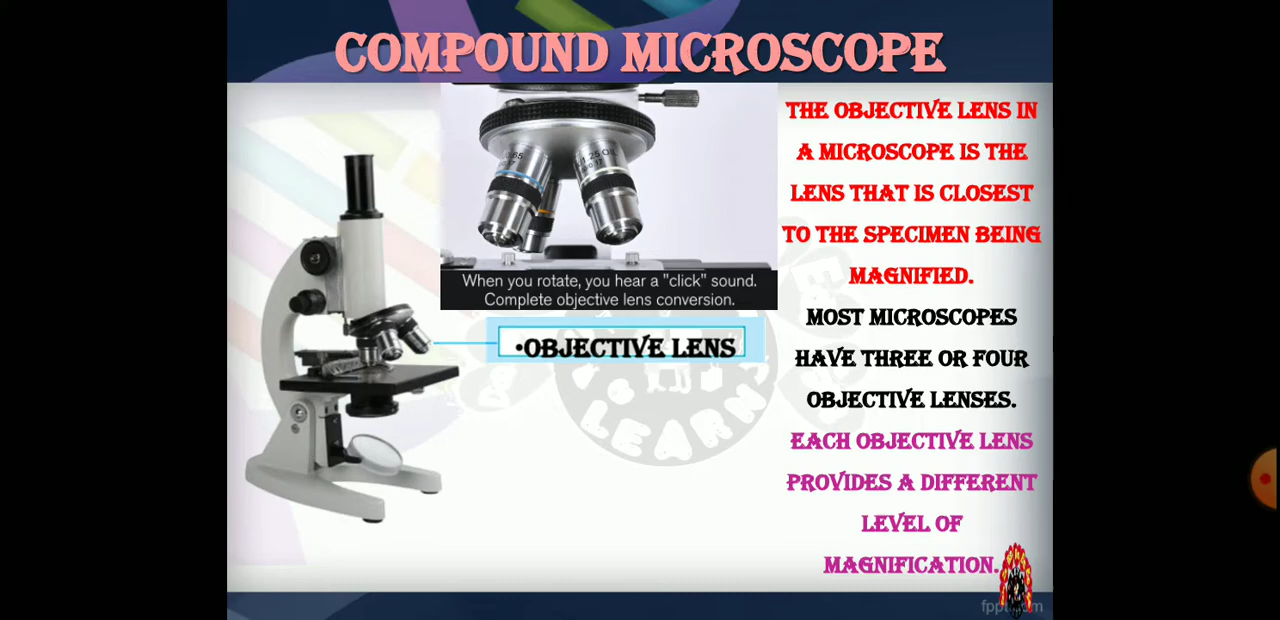 COMPOUND MICROSCOPE
When you rotate, you hear a "click" sound.
Complete objective lens conversion.
•OBJECTIVE LENS
THE OBJECTIVE LENS IN
A MICROSCOPE IS THE
LENS THAT IS CLOSEST
TO THE SPECIMEN BEING
MAGNIFIED.
MOST MICROSCOPES
HAVE THREE OR FOUR
OBJECTIVE LENSES.
EACH OBJECTIVE LENS
PROVIDES A DIFFERENT
LEVEL OF
MAGNIFICATION.
LEARN